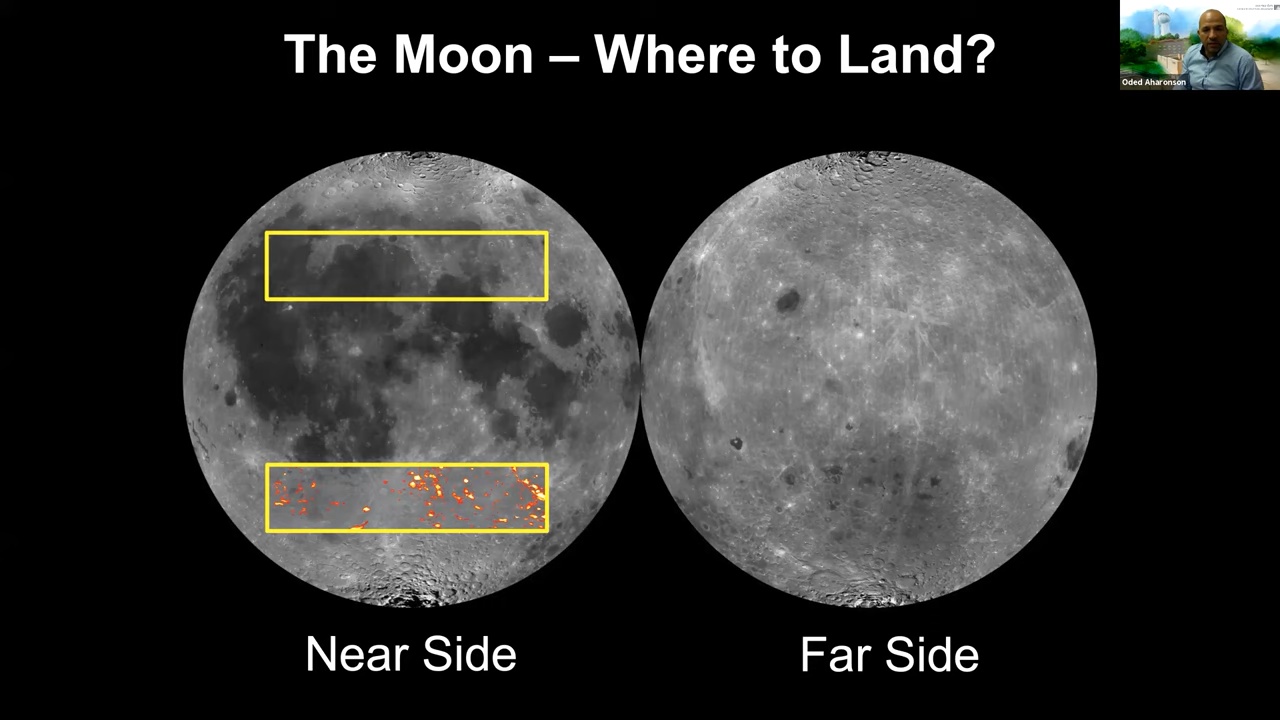 The Moon – Where to Land?
Oded Aharonson
Near Side
Far Side